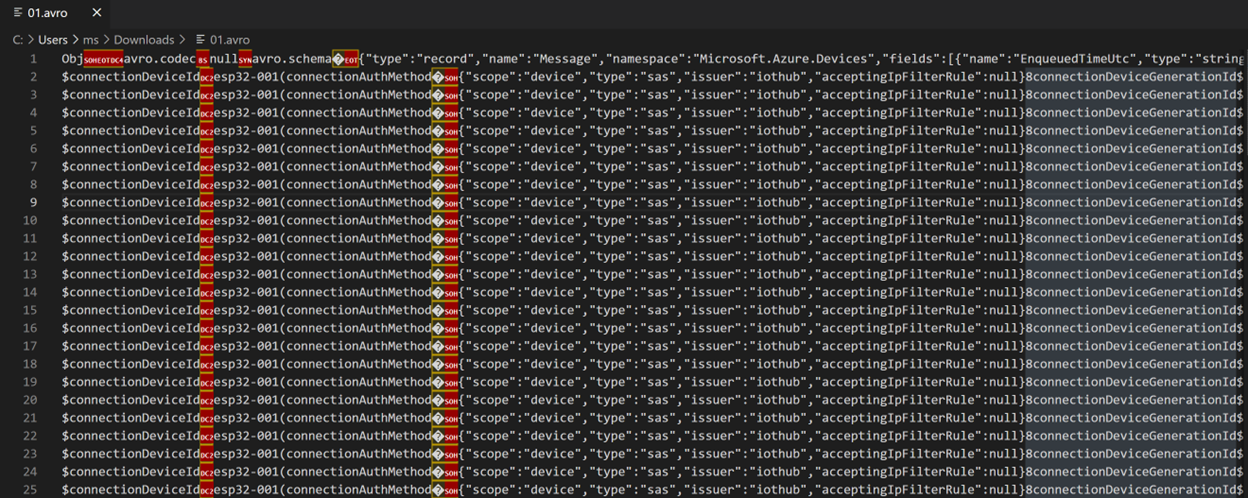 01.avro
C: > Users > ms > Downloads > 01.avro
1 ObjSOHEOTDC4avro.codecBSnullSYNavro.schema�EOT{"type":"record","name":"Message","namespace":"Microsoft.Azure.Devices","fields":[{"name":"EnqueuedTimeUtc","type":"string
2 $connectionDeviceIdDC2esp32-001(connectionAuthMethod�SOH{"scope":"device","type":"sas","issuer":"iothub","acceptingIpFilterRule":null}8connectionDeviceGenerationId$
3 $connectionDeviceIdDC2esp32-001(connectionAuthMethod�SOH{"scope":"device","type":"sas","issuer":"iothub","acceptingIpFilterRule":null}8connectionDeviceGenerationId$
4 $connectionDeviceIdDC2esp32-001(connectionAuthMethod�SOH{"scope":"device","type":"sas","issuer":"iothub","acceptingIpFilterRule":null}8connectionDeviceGenerationId$
5 $connectionDeviceIdDC2esp32-001(connectionAuthMethod�SOH{"scope":"device","type":"sas","issuer":"iothub","acceptingIpFilterRule":null}8connectionDeviceGenerationId$
6 $connectionDeviceIdDC2esp32-001(connectionAuthMethod�SOH{"scope":"device","type":"sas","issuer":"iothub","acceptingIpFilterRule":null}8connectionDeviceGenerationId$
7 $connectionDeviceIdDC2esp32-001(connectionAuthMethod�SOH{"scope":"device","type":"sas","issuer":"iothub","acceptingIpFilterRule":null}8connectionDeviceGenerationId$
8 $connectionDeviceIdDC2esp32-001(connectionAuthMethod�SOH{"scope":"device","type":"sas","issuer":"iothub","acceptingIpFilterRule":null}8connectionDeviceGenerationId$
9 $connectionDeviceIdDC2esp32-001(connectionAuthMethod�SOH{"scope":"device","type":"sas","issuer":"iothub","acceptingIpFilterRule":null}8connectionDeviceGenerationId$
10 $connectionDeviceIdDC2esp32-001(connectionAuthMethod�SOH{"scope":"device","type":"sas","issuer":"iothub","acceptingIpFilterRule":null}8connectionDeviceGenerationId$
11 $connectionDeviceIdDC2esp32-001(connectionAuthMethod�SOH{"scope":"device","type":"sas","issuer":"iothub","acceptingIpFilterRule":null}8connectionDeviceGenerationId$
12 $connectionDeviceIdDC2esp32-001(connectionAuthMethod�SOH{"scope":"device","type":"sas","issuer":"iothub","acceptingIpFilterRule":null}8connectionDeviceGenerationId$
13 $connectionDeviceIdDC2esp32-001(connectionAuthMethod�SOH{"scope":"device","type":"sas","issuer":"iothub","acceptingIpFilterRule":null}8connectionDeviceGenerationId$
14 $connectionDeviceIdDC2esp32-001(connectionAuthMethod�SOH{"scope":"device","type":"sas","issuer":"iothub","acceptingIpFilterRule":null}8connectionDeviceGenerationId$
15 $connectionDeviceIdDC2esp32-001(connectionAuthMethod�SOH{"scope":"device","type":"sas","issuer":"iothub","acceptingIpFilterRule":null}8connectionDeviceGenerationId$
16 $connectionDeviceIdDC2esp32-001(connectionAuthMethod�SOH{"scope":"device","type":"sas","issuer":"iothub","acceptingIpFilterRule":null}8connectionDeviceGenerationId$
17 $connectionDeviceIdDC2esp32-001(connectionAuthMethod�SOH{"scope":"device","type":"sas","issuer":"iothub","acceptingIpFilterRule":null}8connectionDeviceGenerationId$
18 $connectionDeviceIdDC2esp32-001(connectionAuthMethod�SOH{"scope":"device","type":"sas","issuer":"iothub","acceptingIpFilterRule":null}8connectionDeviceGenerationId$
19 $connectionDeviceIdDC2esp32-001(connectionAuthMethod�SOH{"scope":"device","type":"sas","issuer":"iothub","acceptingIpFilterRule":null}8connectionDeviceGenerationId$
20 $connectionDeviceIdDC2esp32-001(connectionAuthMethod�SOH{"scope":"device","type":"sas","issuer":"iothub","acceptingIpFilterRule":null}8connectionDeviceGenerationId$
21 $connectionDeviceIdDC2esp32-001(connectionAuthMethod�SOH{"scope":"device","type":"sas","issuer":"iothub","acceptingIpFilterRule":null}8connectionDeviceGenerationId$
22 $connectionDeviceIdDC2esp32-001(connectionAuthMethod�SOH{"scope":"device","type":"sas","issuer":"iothub","acceptingIpFilterRule":null}8connectionDeviceGenerationId$
23 $connectionDeviceIdDC2esp32-001(connectionAuthMethod�SOH{"scope":"device","type":"sas","issuer":"iothub","acceptingIpFilterRule":null}8connectionDeviceGenerationId$
24 $connectionDeviceIdDC2esp32-001(connectionAuthMethod�SOH{"scope":"device","type":"sas","issuer":"iothub","acceptingIpFilterRule":null}8connectionDeviceGenerationId$
25 $connectionDeviceIdDC2esp32-001(connectionAuthMethod�SOH{"scope":"device","type":"sas","issuer":"iothub","acceptingIpFilterRule":null}8connectionDeviceGenerationId$